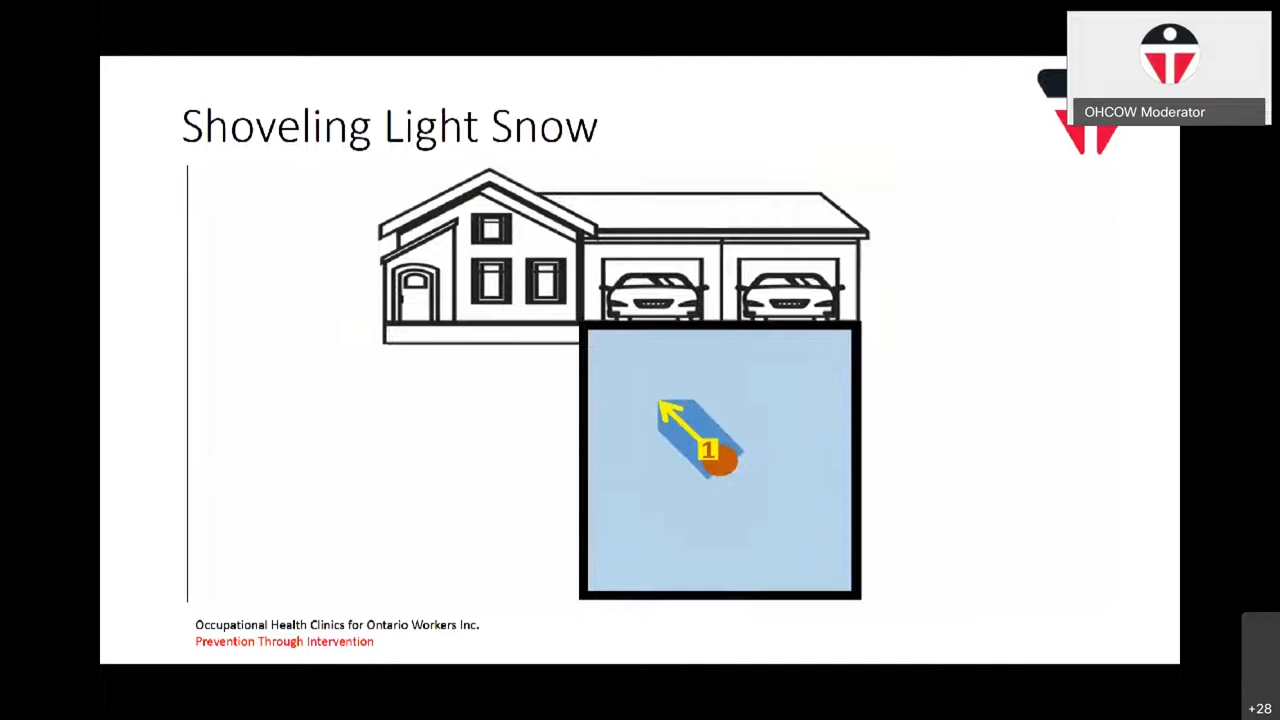 OHCOW Moderator
Shoveling Light Snow
1
Occupational Health Clinics for Ontario Workers Inc.
Prevention Through Intervention
+28